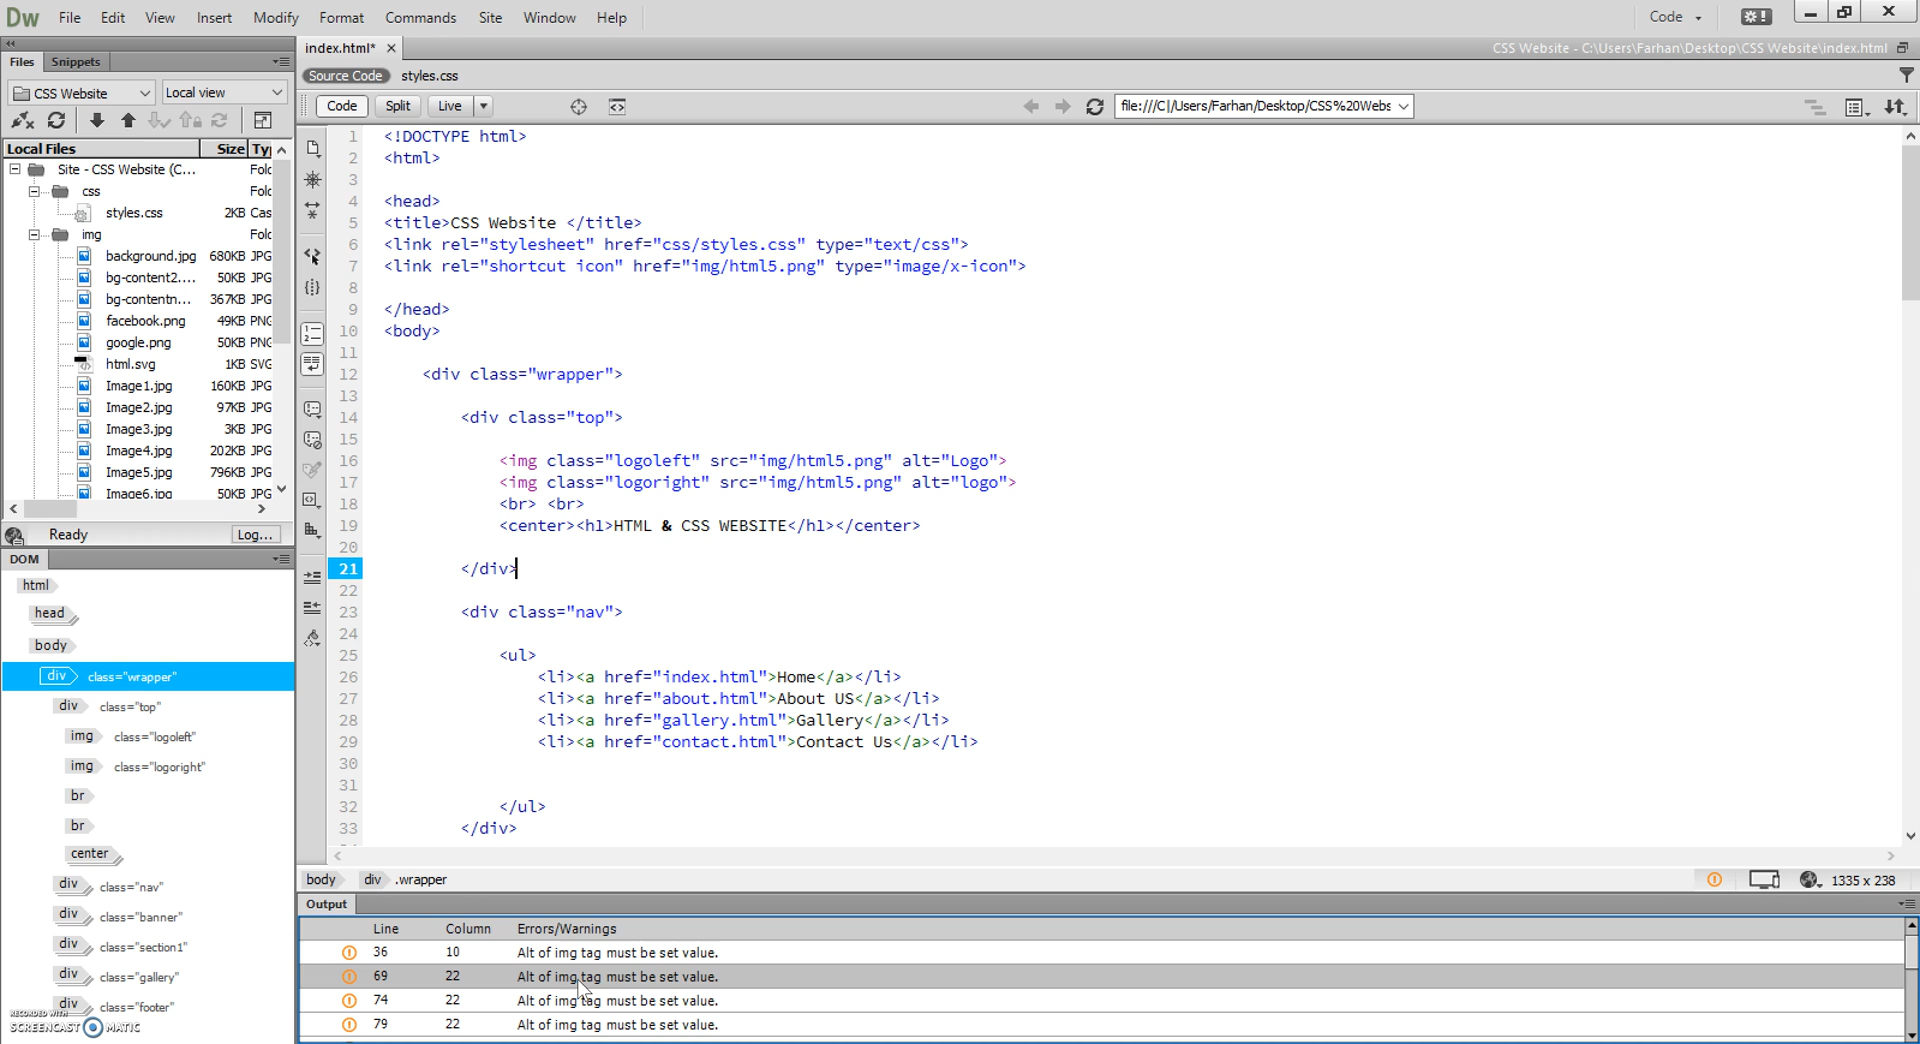 Dw File Edit View Insert Modify Format Commands Site Window Help Code
Files Snippets
index.html*
CSS Website - C:\Users\Farhan\Desktop\CSS Website\index.html
Source Code styles.css
CSS Website Local view
Code Split Live
file:///C|/Users/Farhan/Desktop/CSS%20Webs
Local Files Size Ty
Site - CSS Website (C... Fold
css Fold
styles.css 2KB Cas
img Fold
background.jpg 680KB JPG
bg-content2.... 50KB JPG
bg-contentn... 367KB JPG
facebook.png 49KB PNG
google.png 50KB PNG
html.svg 1KB SVG
Image1.jpg 160KB JPG
Image2.jpg 97KB JPG
Image3.jpg 3KB JPG
Image4.jpg 202KB JPG
Image5.jpg 796KB JPG
Image6.jpg 50KB JPG
Ready Log...
DOM
html
head
body
div class="wrapper"
div class="top"
img class="logoleft"
img class="logoright"
br
br
center
div class="nav"
div class="banner"
div class="section1"
div class="gallery"
div class="footer"
RECORDED WITH
SCREENCAST MATIC
1 <!DOCTYPE html>
2 <html>
3
4 <head>
5 <title>CSS Website </title>
6 <link rel="stylesheet" href="css/styles.css" type="text/css">
7 <link rel="shortcut icon" href="img/html5.png" type="image/x-icon">
8
9 </head>
10 <body>
11
12 <div class="wrapper">
13
14 <div class="top">
15
16 <img class="logoleft" src="img/html5.png" alt="Logo">
17 <img class="logoright" src="img/html5.png" alt="logo">
18 <br> <br>
19 <center><h1>HTML & CSS WEBSITE</h1></center>
20
21 </div>
22
23 <div class="nav">
24
25 <ul>
26 <li><a href="index.html">Home</a></li>
27 <li><a href="about.html">About US</a></li>
28 <li><a href="gallery.html">Gallery</a></li>
29 <li><a href="contact.html">Contact Us</a></li>
30
31
32 </ul>
33 </div>
body div .wrapper 1335 x 238
Output
Line Column Errors/Warnings
36 10 Alt of img tag must be set value.
69 22 Alt of img tag must be set value.
74 22 Alt of img tag must be set value.
79 22 Alt of img tag must be set value.